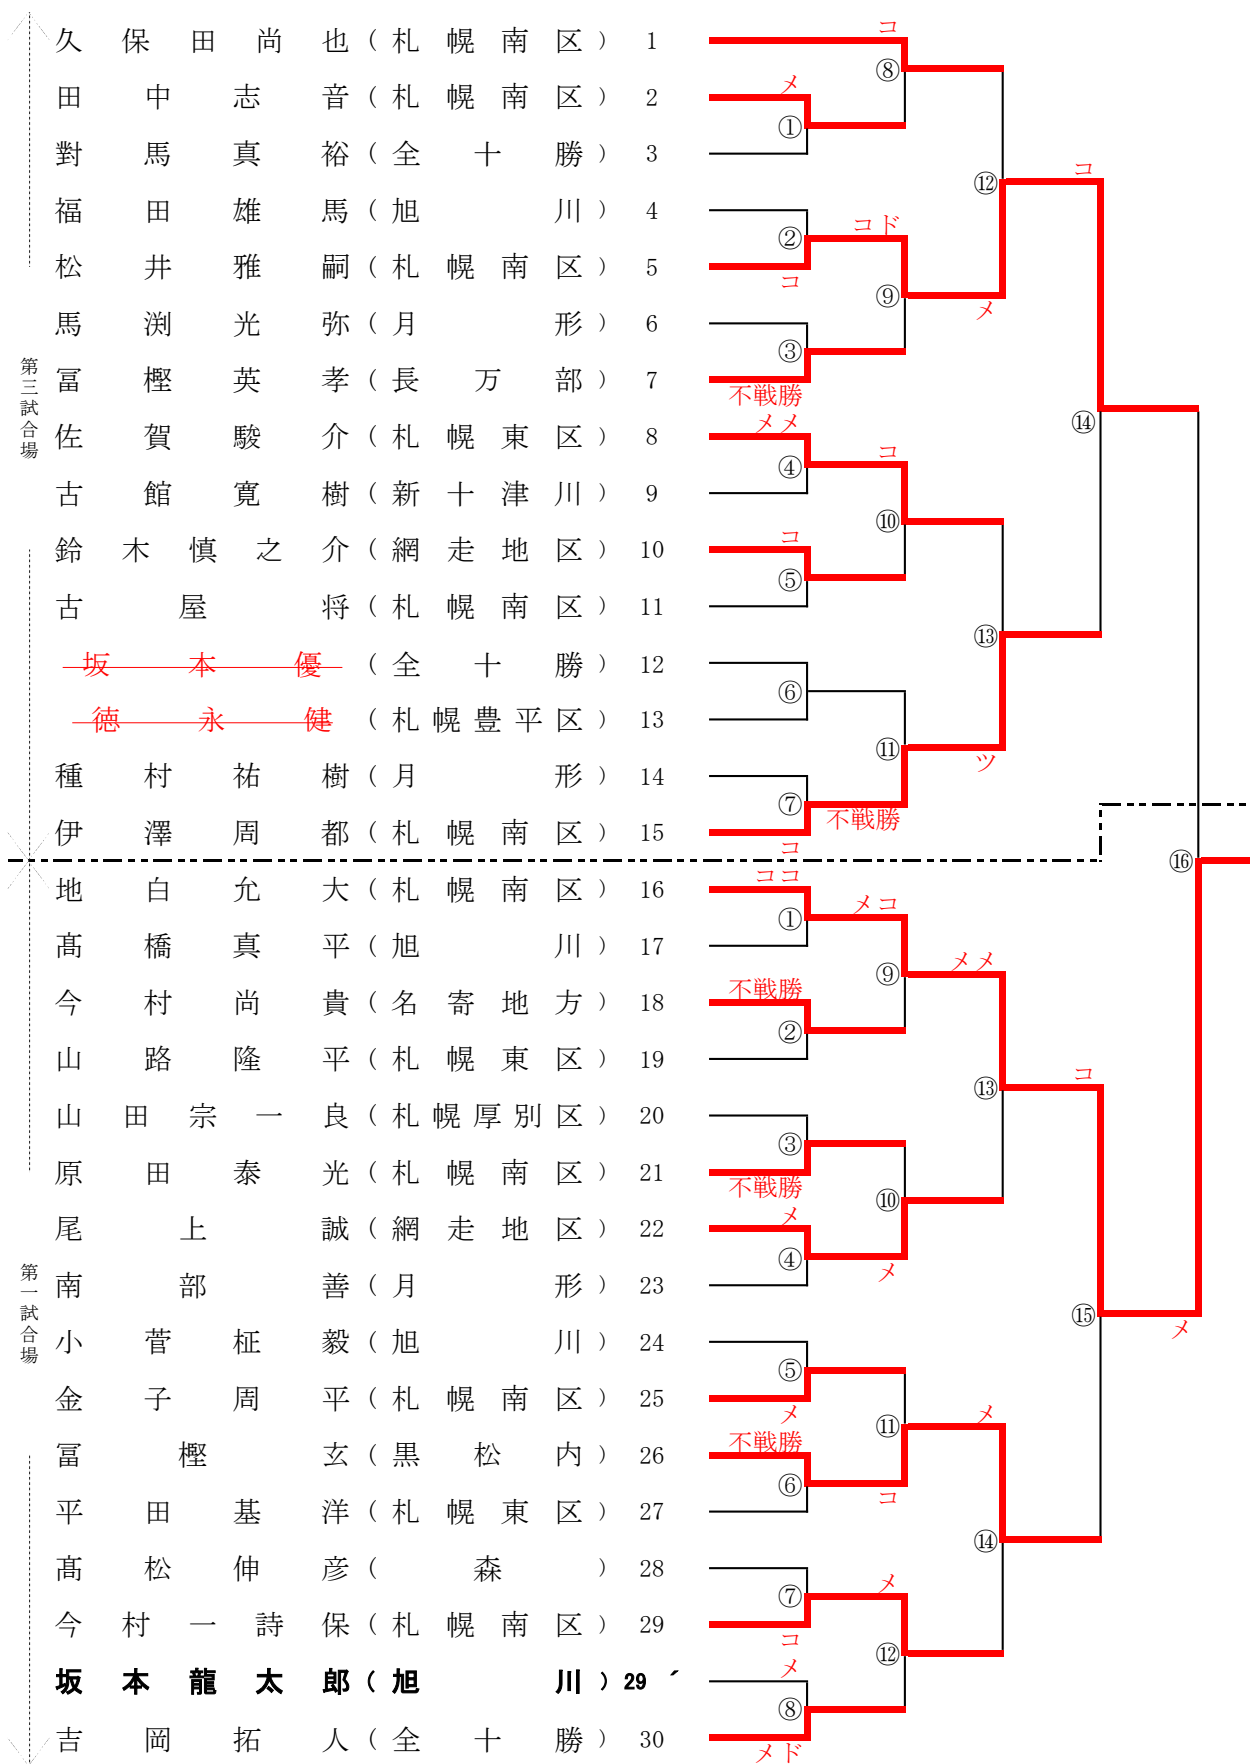 久保田尚也（札幌南区） 1 コ
⑧
田中志音（札幌南区） 2 メ
①
對馬真裕（全十勝） 3
⑫ コ
福田雄馬（旭川） 4
② コド
松井雅嗣（札幌南区） 5 コ
⑨ メ
馬渕光弥（月形） 6
③
第三試合場
冨樫英孝（長万部） 7 不戦勝
⑭
佐賀駿介（札幌東区） 8 メメ
④ コ
古館寛樹（新十津川） 9
⑩
鈴木慎之介（網走地区） 10 コ
⑤
古屋将（札幌南区） 11
⑬
坂本優（全十勝） 12
⑥
徳永健（札幌豊平区） 13
⑪ ツ
種村祐樹（月形） 14
⑦ 不戦勝
伊澤周都（札幌南区） 15 コ
⑯
地白允大（札幌南区） 16 ココ
① メコ
髙橋真平（旭川） 17
⑨ メメ
今村尚貴（名寄地方） 18 不戦勝
②
山路隆平（札幌東区） 19
⑬ コ
山田宗一良（札幌厚別区） 20
③
原田泰光（札幌南区） 21 不戦勝
⑩
尾上誠（網走地区） 22 メ
④ メ
南部善（月形） 23
第一試合場
⑮ メ
小菅柾毅（旭川） 24
⑤
金子周平（札幌南区） 25 メ
⑪ メ
冨樫玄（黒松内） 26 不戦勝
⑥ コ
平田基洋（札幌東区） 27
⑭
髙松伸彦（森） 28
⑦ メ
今村一詩保（札幌南区） 29 コ
⑫
坂本龍太郎（旭川） 29 ´ メ
⑧
吉岡拓人（全十勝） 30 メド